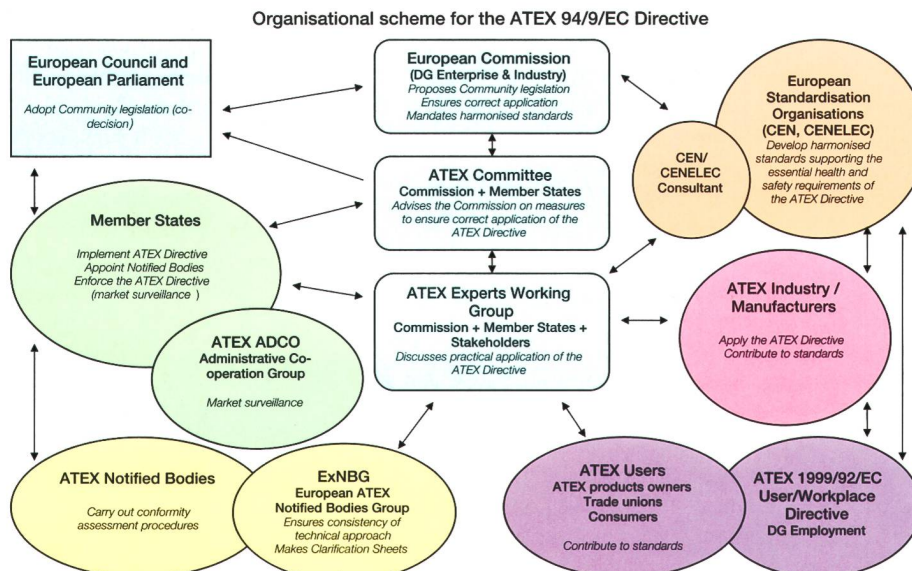 Organisational scheme for the ATEX 94/9/EC Directive
European Council and
European Parliament
Adopt Community legislation (co-
decision)
European Commission
(DG Enterprise & Industry)
Proposes Community legislation
Ensures correct application
Mandates harmonised standards
European
Standardisation
Organisations
(CEN, CENELEC)
Develop harmonised
standards supporting the
essential health and
safety requirements of
the ATEX Directive
CEN/
CENELEC
Consultant
ATEX Committee
Commission + Member States
Advises the Commission on measures
to ensure correct application of the
ATEX Directive
Member States
Implement ATEX Directive
Appoint Notified Bodies
Enforce the ATEX Directive
(market surveillance )
ATEX ADCO
Administrative Co-
operation Group
Market surveillance
ATEX Experts Working
Group
Commission + Member States +
Stakeholders
Discusses practical application of the
ATEX Directive
ATEX Industry /
Manufacturers
Apply the ATEX Directive
Contribute to standards
ATEX Notified Bodies
Carry out conformity
assessment procedures
ExNBG
European ATEX
Notified Bodies Group
Ensures consistency of
technical approach
Makes Clarification Sheets
ATEX Users
ATEX products owners
Trade unions
Consumers
Contribute to standards
ATEX 1999/92/EC
User/Workplace
Directive
DG Employment